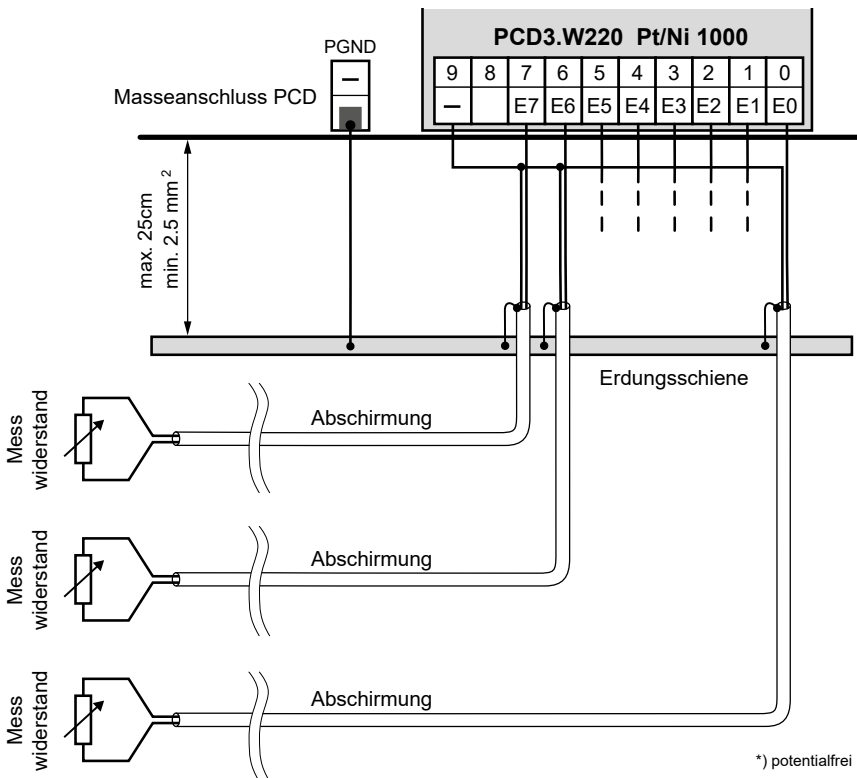 PCD3.W220 Pt/Ni 1000
PGND
9 8 7 6 5 4 3 2 1 0
– E7 E6 E5 E4 E3 E2 E1 E0
–
Masseanschluss PCD
max. 25cm
min. 2.5 mm²
Erdungsschiene
Mess
widerstand
Abschirmung
Mess
widerstand
Abschirmung
Mess
widerstand
Abschirmung
*) potentialfrei